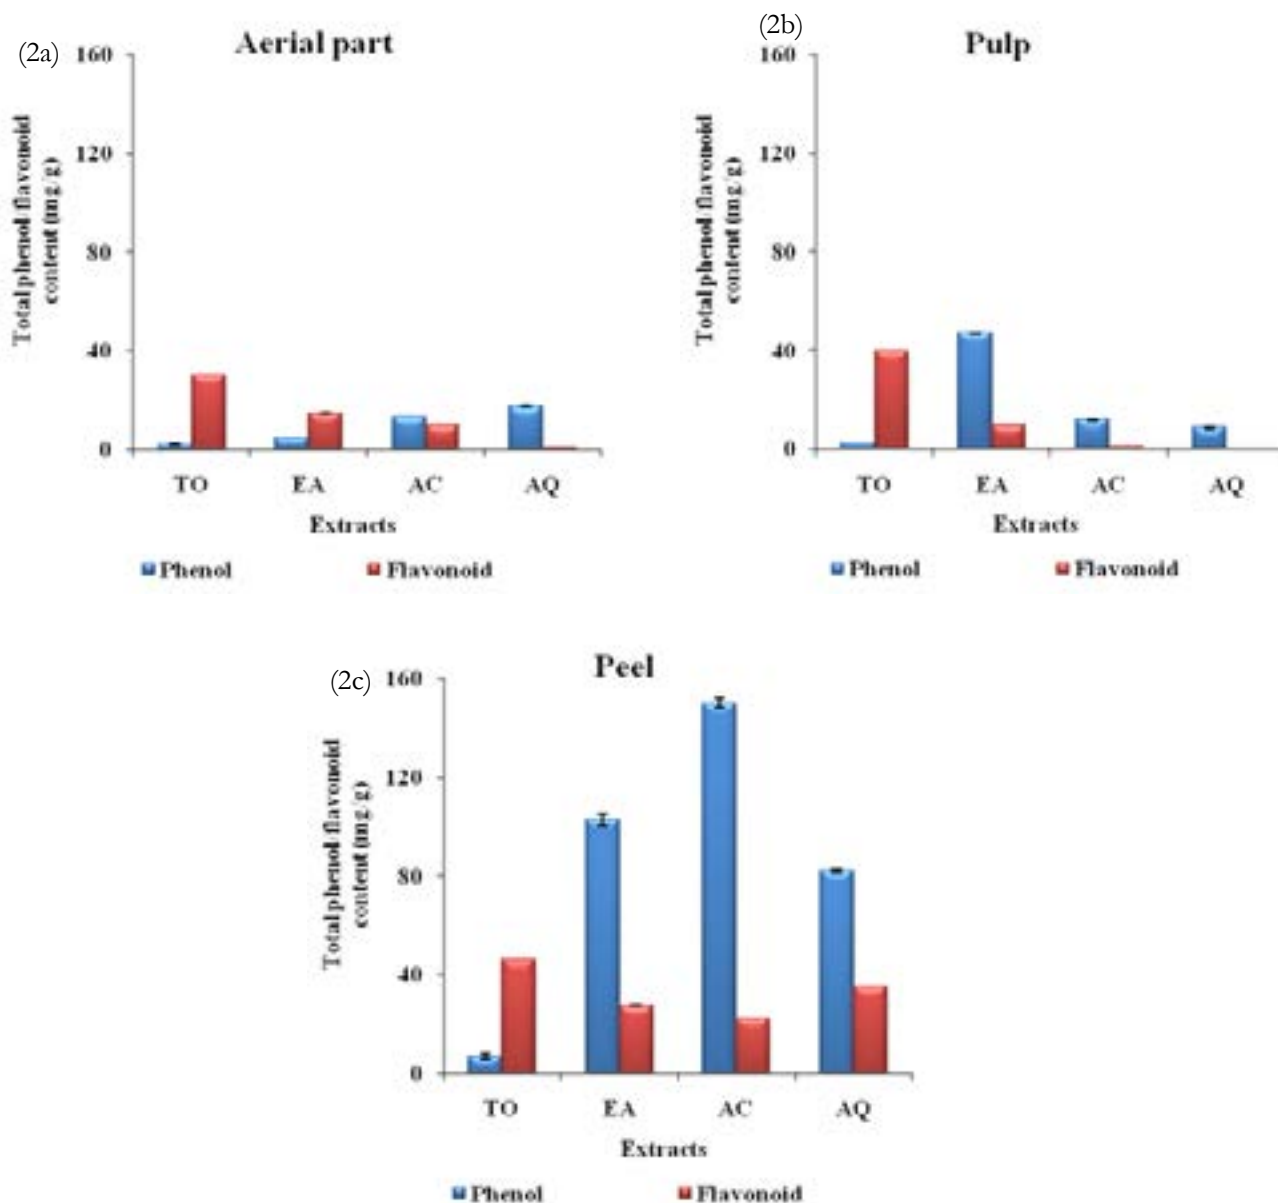 (2a)
Aerial part
Total phenol/flavonoid
content (mg/g)
160
120
80
40
0
TO EA AC AQ
Extracts
Phenol Flavonoid
(2b)
Pulp
Total phenol/flavonoid
content (mg/g)
160
120
80
40
0
TO EA AC AQ
Extracts
Phenol Flavonoid
(2c)
Peel
Total phenol/flavonoid
content (mg/g)
160
120
80
40
0
TO EA AC AQ
Extracts
Phenol Flavonoid